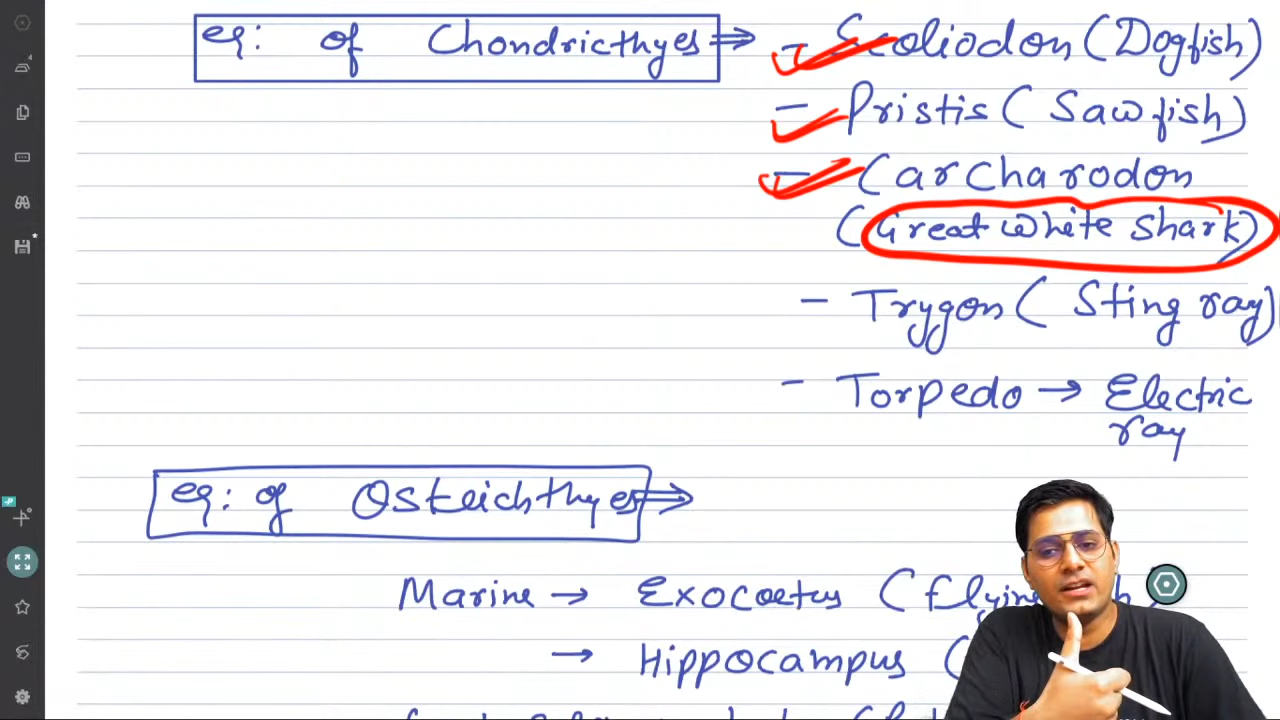 eg: of Chondricthyes ⇒ - Scoliodon (Dogfish)
- Pristis (Sawfish)
- Carcharodon
(Great white shark)
- Trygon (Sting ray)
- Torpedo → Electric
ray
eg: of Osteichthyes ⇒
Marine → Exocoetus (flying
→ Hippocampus (